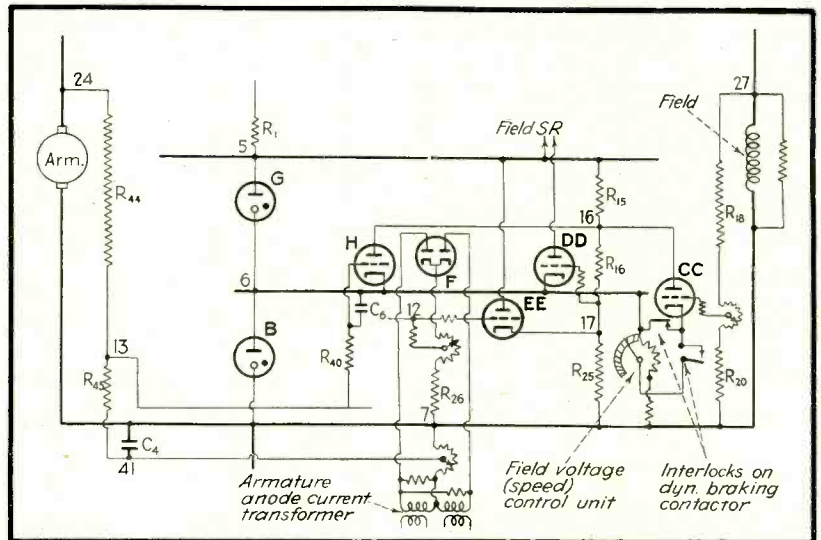 24
27
Field
Field SR
Arm.
R1
5
R44
G
R15
R18
16
H
DD
R16
CC
F
6
EE
C6
12
17
13
B
R40
R25
R45
R26
R20
7
C4
41
Armature
anode current
transformer
Field voltage
(speed)
control unit
Interlocks on
dyn. braking
contactor